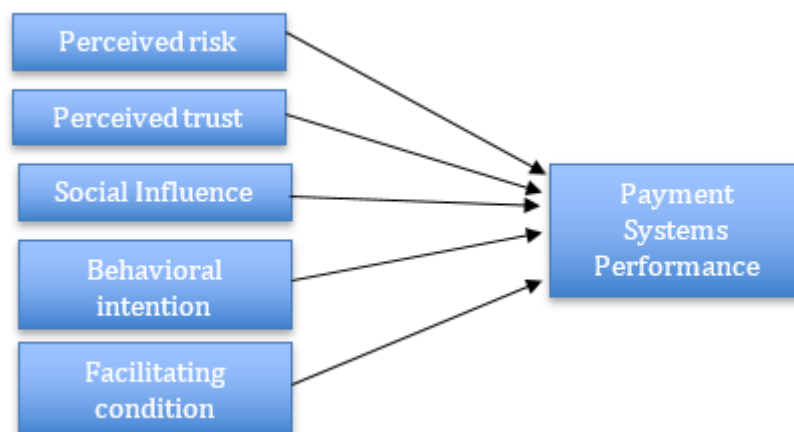 Perceived risk
Perceived trust
Social Influence
Behavioral
intention
Facilitating
condition
Payment
Systems
Performance